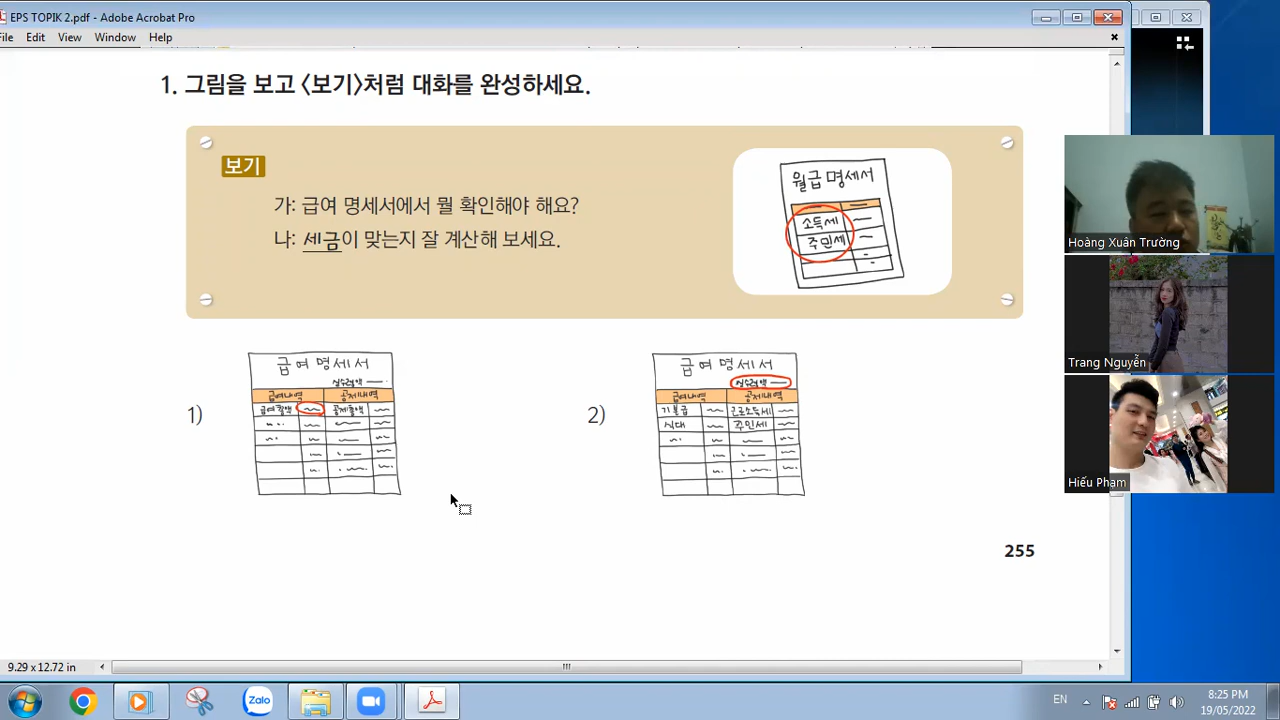 EPS TOPIK 2.pdf - Adobe Acrobat Pro
File Edit View Window Help
1. 그림을 보고 〈보기〉처럼 대화를 완성하세요.
보기
가: 급여 명세서에서 뭘 확인해야 해요?
나: 세금이 맞는지 잘 계산해 보세요.
월급 명세서
소득세
주민세
1)
급여 명세서
실수령액
급여내역 공제내역
급여총액 공제총액
2)
급여 명세서
실수령액
급여내역 공제내역
기본급 근로소득세
식대 주민세
255
Hoàng Xuân Trường
Trang Nguyễn
Hiếu Phạm
9.29 x 12.72 in
Zalo
EN
8:25 PM
19/05/2022